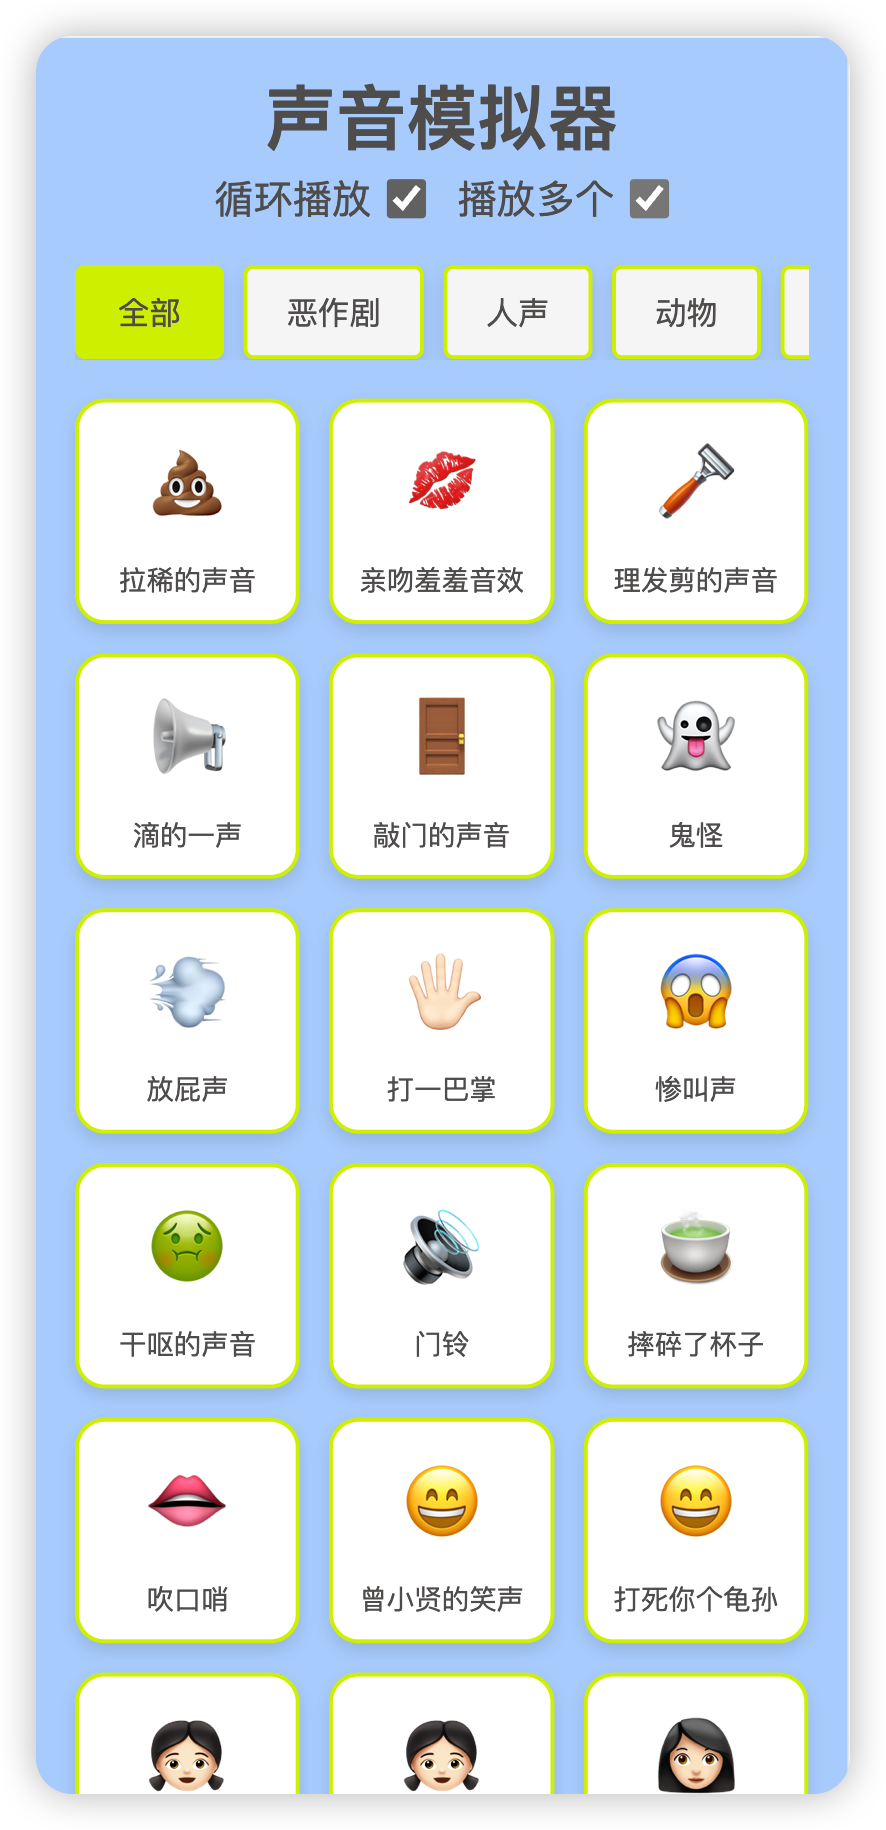 声音模拟器
循环播放 播放多个
全部 恶作剧 人声 动物
拉稀的声音 亲吻羞羞音效 理发剪的声音
滴的一声 敲门的声音 鬼怪
放屁声 打一巴掌 惨叫声
干呕的声音 门铃 摔碎了杯子
吹口哨 曾小贤的笑声 打死你个龟孙